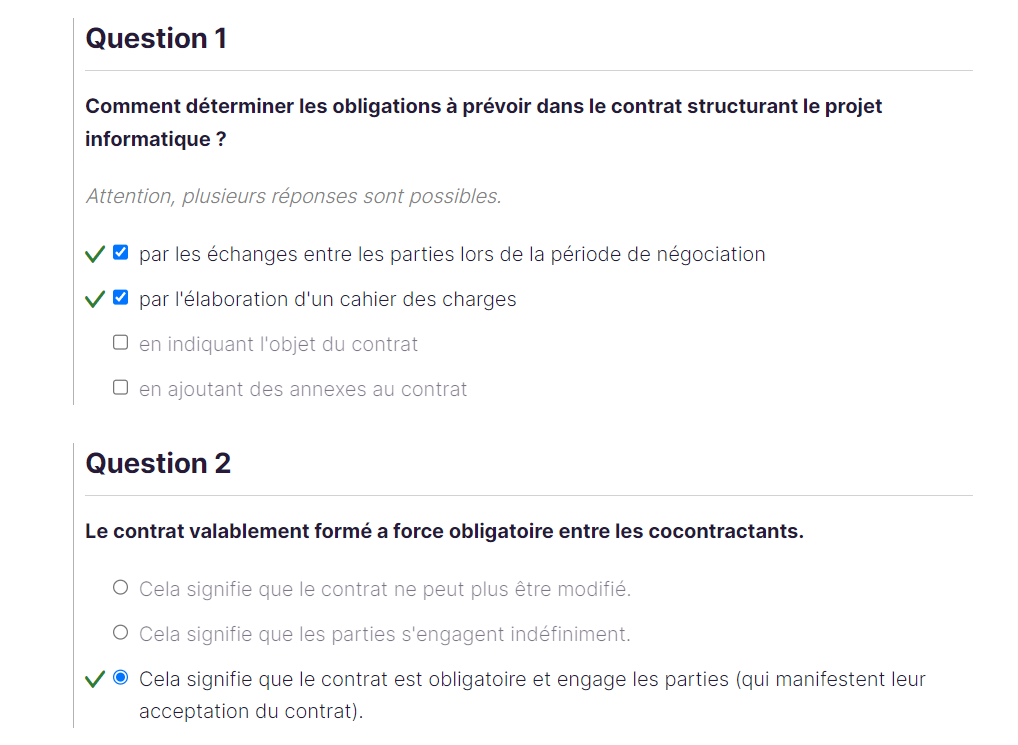 Question 1
Comment déterminer les obligations à prévoir dans le contrat structurant le projet
informatique ?
Attention, plusieurs réponses sont possibles.
par les échanges entre les parties lors de la période de négociation
par l'élaboration d'un cahier des charges
en indiquant l'objet du contrat
en ajoutant des annexes au contrat
Question 2
Le contrat valablement formé a force obligatoire entre les cocontractants.
Cela signifie que le contrat ne peut plus être modifié.
Cela signifie que les parties s'engagent indéfiniment.
Cela signifie que le contrat est obligatoire et engage les parties (qui manifestent leur
acceptation du contrat).